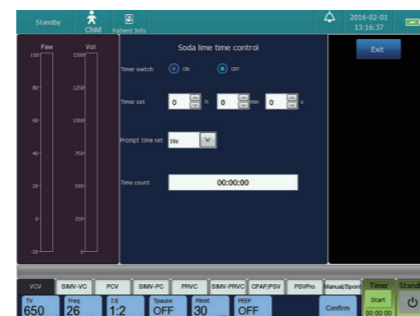 Standby
Child
Patient Info
2016-02-01
13:16:37
Paw
Vol
Soda lime time control
Exit
100
1500
Timer switch
ON
OFF
80
1250
Timer set
0 h 0 min 0 s
60
1000
Prompt time set
30s
40
750
20
500
Time count
00:00:00
0
250
-20
0
VCV
SIMV-VC
PCV
SIMV-PC
PRVC
SIMV-PRVC
CPAP/PSV
PSVPro
Manual/Spont
Timer
TV
650
Freq
26
I:E
1:2
Tpause
OFF
Plimit
30
PEEP
OFF
Confirm
Start
00:00:00